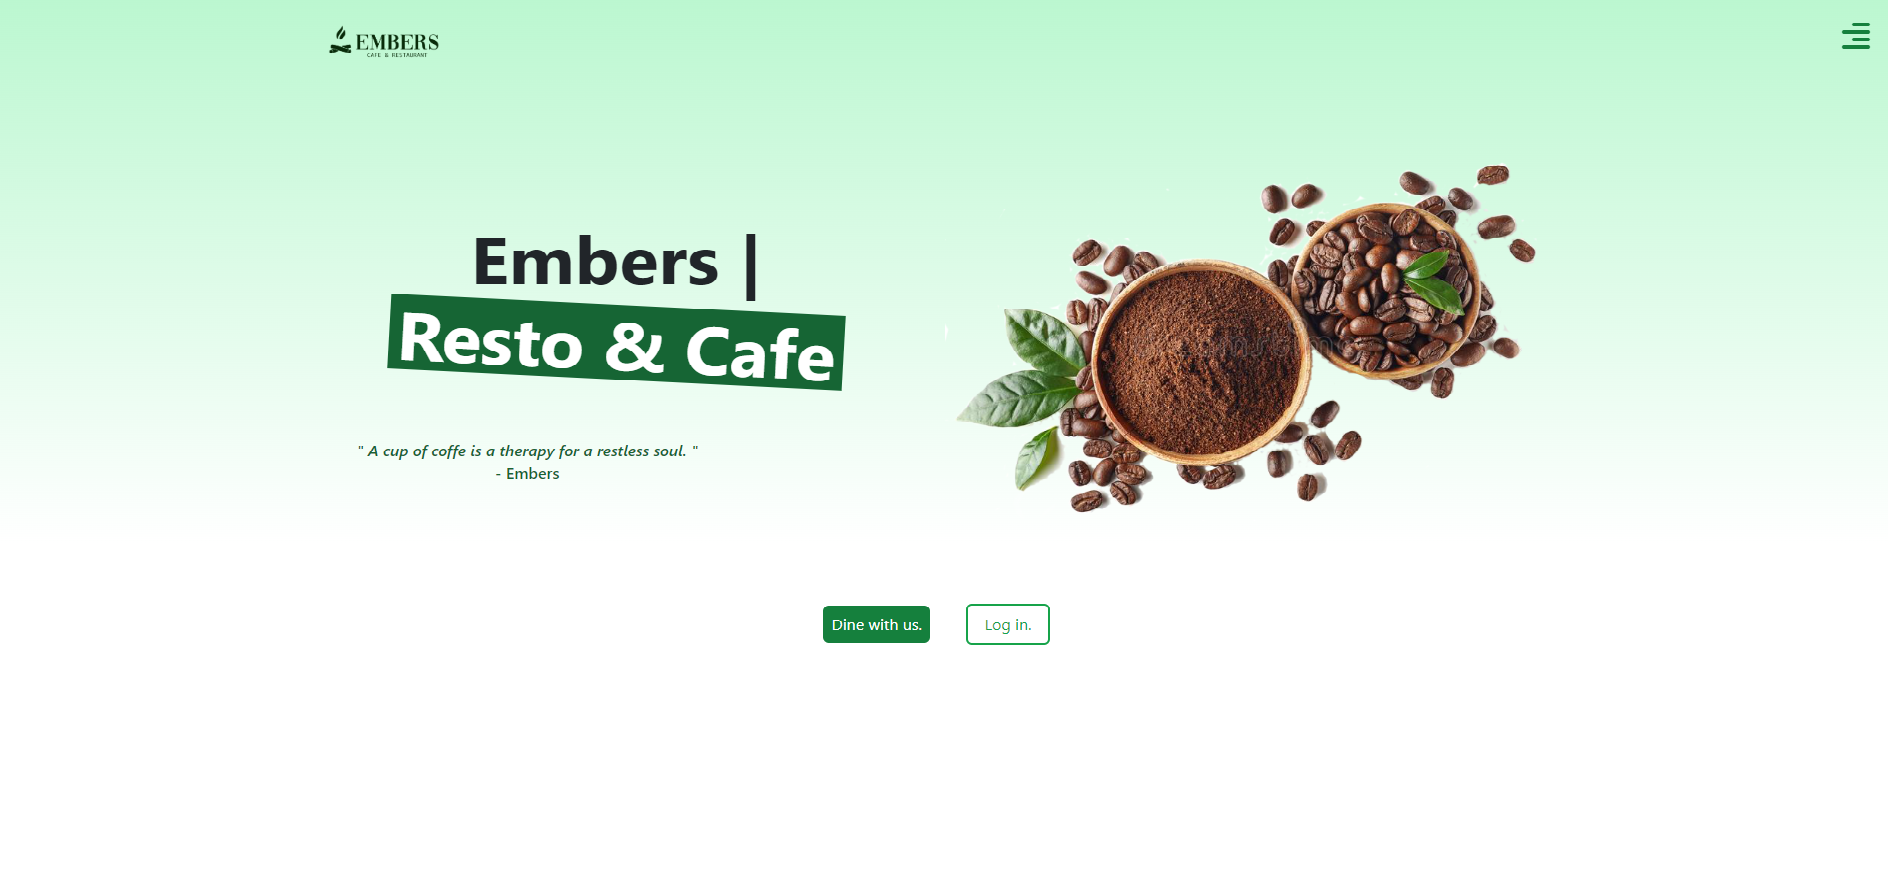 EMBERS
CAFE & RESTAURANT
Embers |
Resto & Cafe
" A cup of coffe is a therapy for a restless soul. "
- Embers
Dine with us.
Log in.